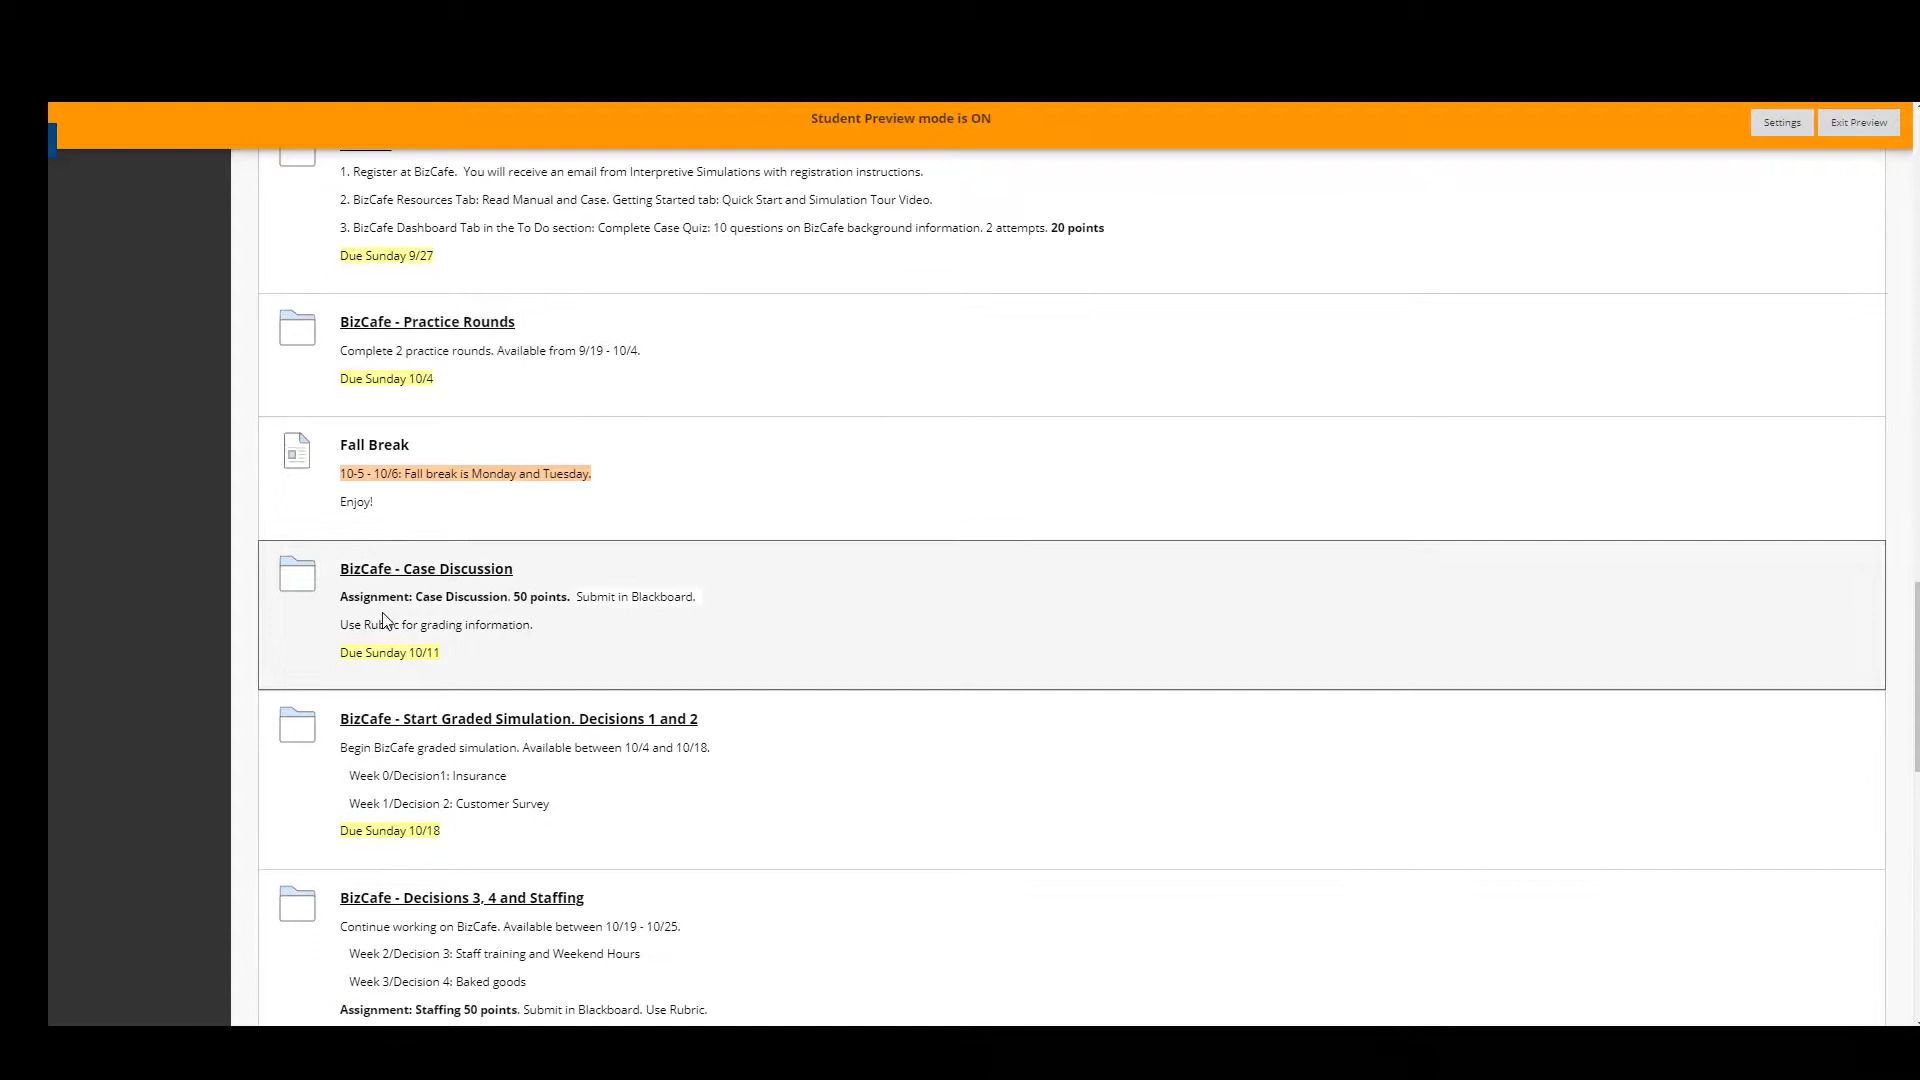 Student Preview mode is ON
Settings
Exit Preview
1. Register at BizCafe.  You will receive an email from Interpretive Simulations with registration instructions.
2. BizCafe Resources Tab: Read Manual and Case. Getting Started tab: Quick Start and Simulation Tour Video.
3. BizCafe Dashboard Tab in the To Do section: Complete Case Quiz: 10 questions on BizCafe background information. 2 attempts. 20 points
Due Sunday 9/27
BizCafe - Practice Rounds
Complete 2 practice rounds. Available from 9/19 - 10/4.
Due Sunday 10/4
Fall Break
10-5 - 10/6: Fall break is Monday and Tuesday.
Enjoy!
BizCafe - Case Discussion
Assignment: Case Discussion. 50 points.  Submit in Blackboard.
Use Rubric for grading information.
Due Sunday 10/11
BizCafe - Start Graded Simulation. Decisions 1 and 2
Begin BizCafe graded simulation. Available between 10/4 and 10/18.
Week 0/Decision1: Insurance
Week 1/Decision 2: Customer Survey
Due Sunday 10/18
BizCafe - Decisions 3, 4 and Staffing
Continue working on BizCafe. Available between 10/19 - 10/25.
Week 2/Decision 3: Staff training and Weekend Hours
Week 3/Decision 4: Baked goods
Assignment: Staffing 50 points. Submit in Blackboard. Use Rubric.